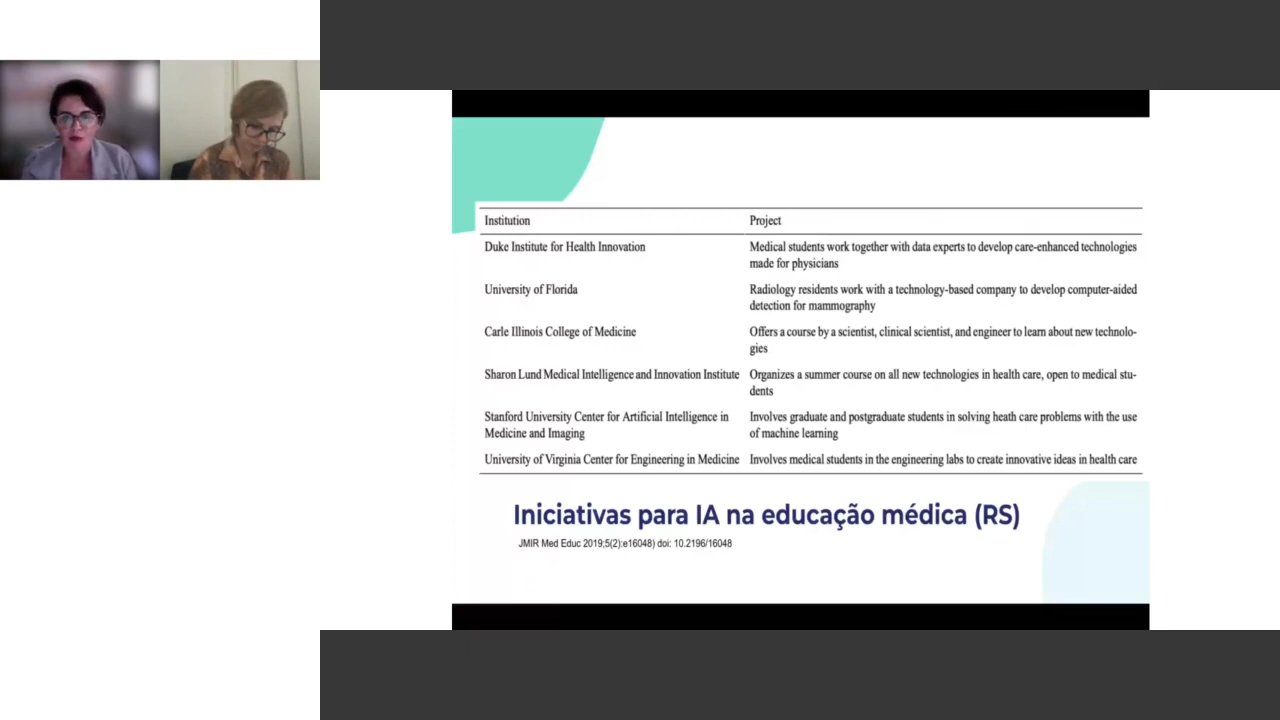 Institution Project
Duke Institute for Health Innovation Medical students work together with data experts to develop care-enhanced technologies
made for physicians
University of Florida Radiology residents work with a technology-based company to develop computer-aided
detection for mammography
Carle Illinois College of Medicine Offers a course by a scientist, clinical scientist, and engineer to learn about new technolo-
gies
Sharon Lund Medical Intelligence and Innovation Institute Organizes a summer course on all new technologies in health care, open to medical stu-
dents
Stanford University Center for Artificial Intelligence in Involves graduate and postgraduate students in solving heath care problems with the use
Medicine and Imaging of machine learning
University of Virginia Center for Engineering in Medicine Involves medical students in the engineering labs to create innovative ideas in health care
Iniciativas para IA na educação médica (RS)
JMIR Med Educ 2019;5(2):e16048) doi: 10.2196/16048